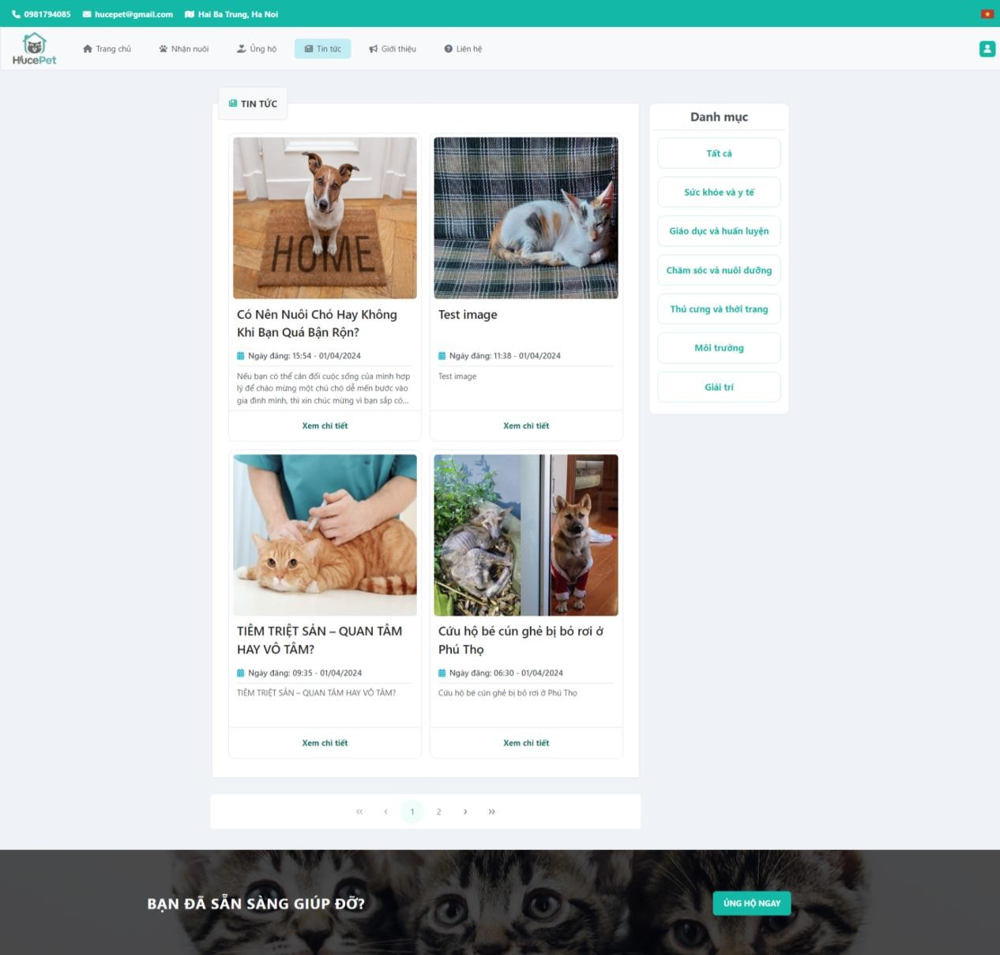 0981794085 hucepet@gmail.com Hai Ba Trung, Ha Noi
HucePet Trang chủ Nhận nuôi Ủng hộ Tin tức Giới thiệu Liên hệ
TIN TỨC
HOME
Có Nên Nuôi Chó Hay Không
Khi Bạn Quá Bận Rộn?
Ngày đăng: 15:54 - 01/04/2024
Nếu bạn có thể cân đối cuộc sống của mình hợp
lý để chào mừng một chú chó dễ mến bước vào
gia đình mình, thì xin chúc mừng vì bạn sắp có...
Xem chi tiết
Test image
Ngày đăng: 11:38 - 01/04/2024
Test image
Xem chi tiết
TIÊM TRIỆT SẢN – QUAN TÂM
HAY VÔ TÂM?
Ngày đăng: 09:35 - 01/04/2024
TIÊM TRIỆT SẢN – QUAN TÂM HAY VÔ TÂM?
Xem chi tiết
Cứu hộ bé cún ghẻ bị bỏ rơi ở
Phú Thọ
Ngày đăng: 06:30 - 01/04/2024
Cứu hộ bé cún ghẻ bị bỏ rơi ở Phú Thọ
Xem chi tiết
Danh mục
Tất cả
Sức khỏe và y tế
Giáo dục và huấn luyện
Chăm sóc và nuôi dưỡng
Thú cưng và thời trang
Môi trường
Giải trí
« ‹ 1 2 › »
BẠN ĐÃ SẴN SÀNG GIÚP ĐỠ?
ỦNG HỘ NGAY